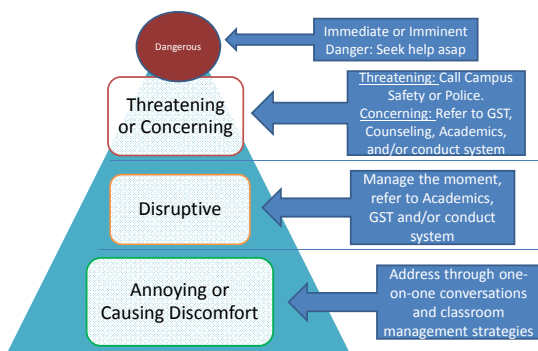 Dangerous
Immediate or Imminent
Danger: Seek help asap
Threatening
or Concerning
Threatening: Call Campus
Safety or Police.
Concerning: Refer to GST,
Counseling, Academics,
and/or conduct system
Disruptive
Manage the moment,
refer to Academics,
GST and/or conduct
system
Annoying or
Causing Discomfort
Address through one-
on-one conversations
and classroom
management strategies